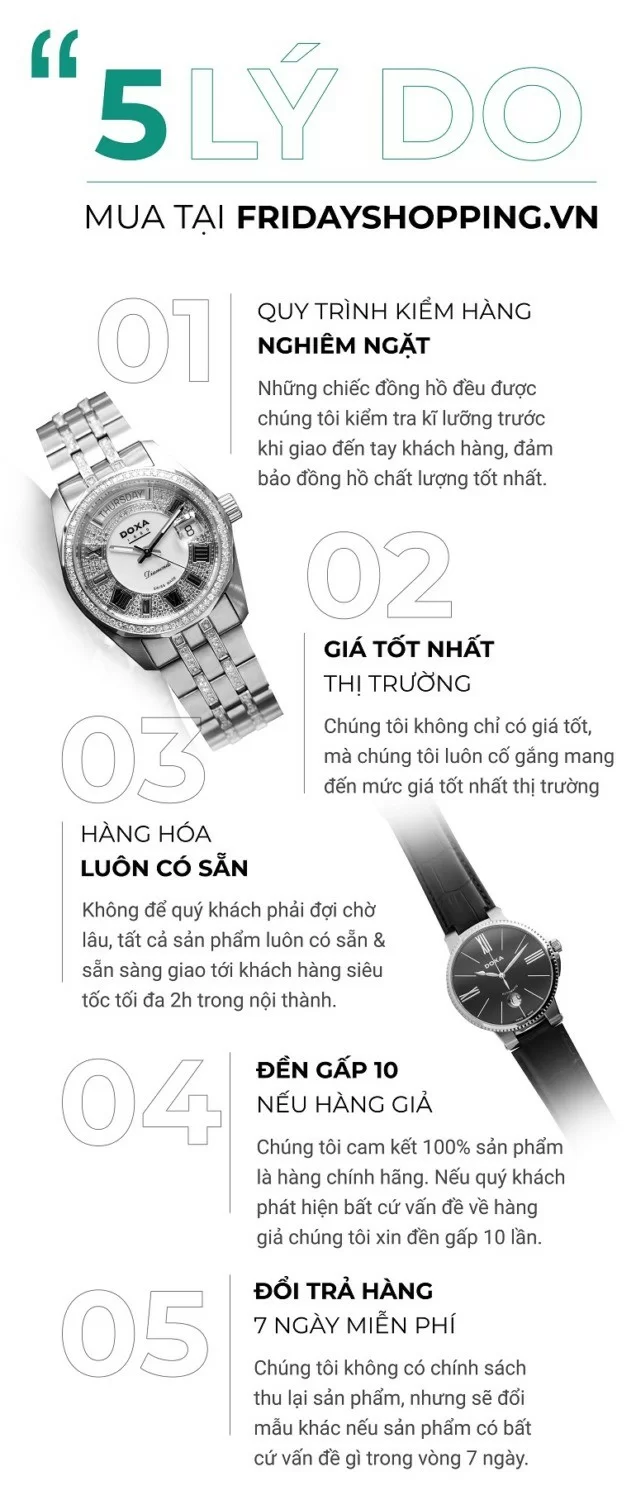 “
5 LÝ DO
MUA TẠI FRIDAYSHOPPING.VN
01
QUY TRÌNH KIỂM HÀNG
NGHIÊM NGẶT
Những chiếc đồng hồ đều được
chúng tôi kiểm tra kĩ lưỡng trước
khi giao đến tay khách hàng, đảm
bảo đồng hồ chất lượng tốt nhất.
THURSDAY
DOXA
1889
8
Diamonds
SWISS MADE
02
GIÁ TỐT NHẤT
THỊ TRƯỜNG
Chúng tôi không chỉ có giá tốt,
mà chúng tôi luôn cố gắng mang
đến mức giá tốt nhất thị trường
03
HÀNG HÓA
LUÔN CÓ SẴN
Không để quý khách phải đợi chờ
lâu, tất cả sản phẩm luôn có sẵn &
sẵn sàng giao tới khách hàng siêu
tốc tối đa 2h trong nội thành.
DOXA
04
ĐỀN GẤP 10
NẾU HÀNG GIẢ
Chúng tôi cam kết 100% sản phẩm
là hàng chính hãng. Nếu quý khách
phát hiện bất cứ vấn đề về hàng
giả chúng tôi xin đền gấp 10 lần.
05
ĐỔI TRẢ HÀNG
7 NGÀY MIỄN PHÍ
Chúng tôi không có chính sách
thu lại sản phẩm, nhưng sẽ đổi
mẫu khác nếu sản phẩm có bất
cứ vấn đề gì trong vòng 7 ngày.